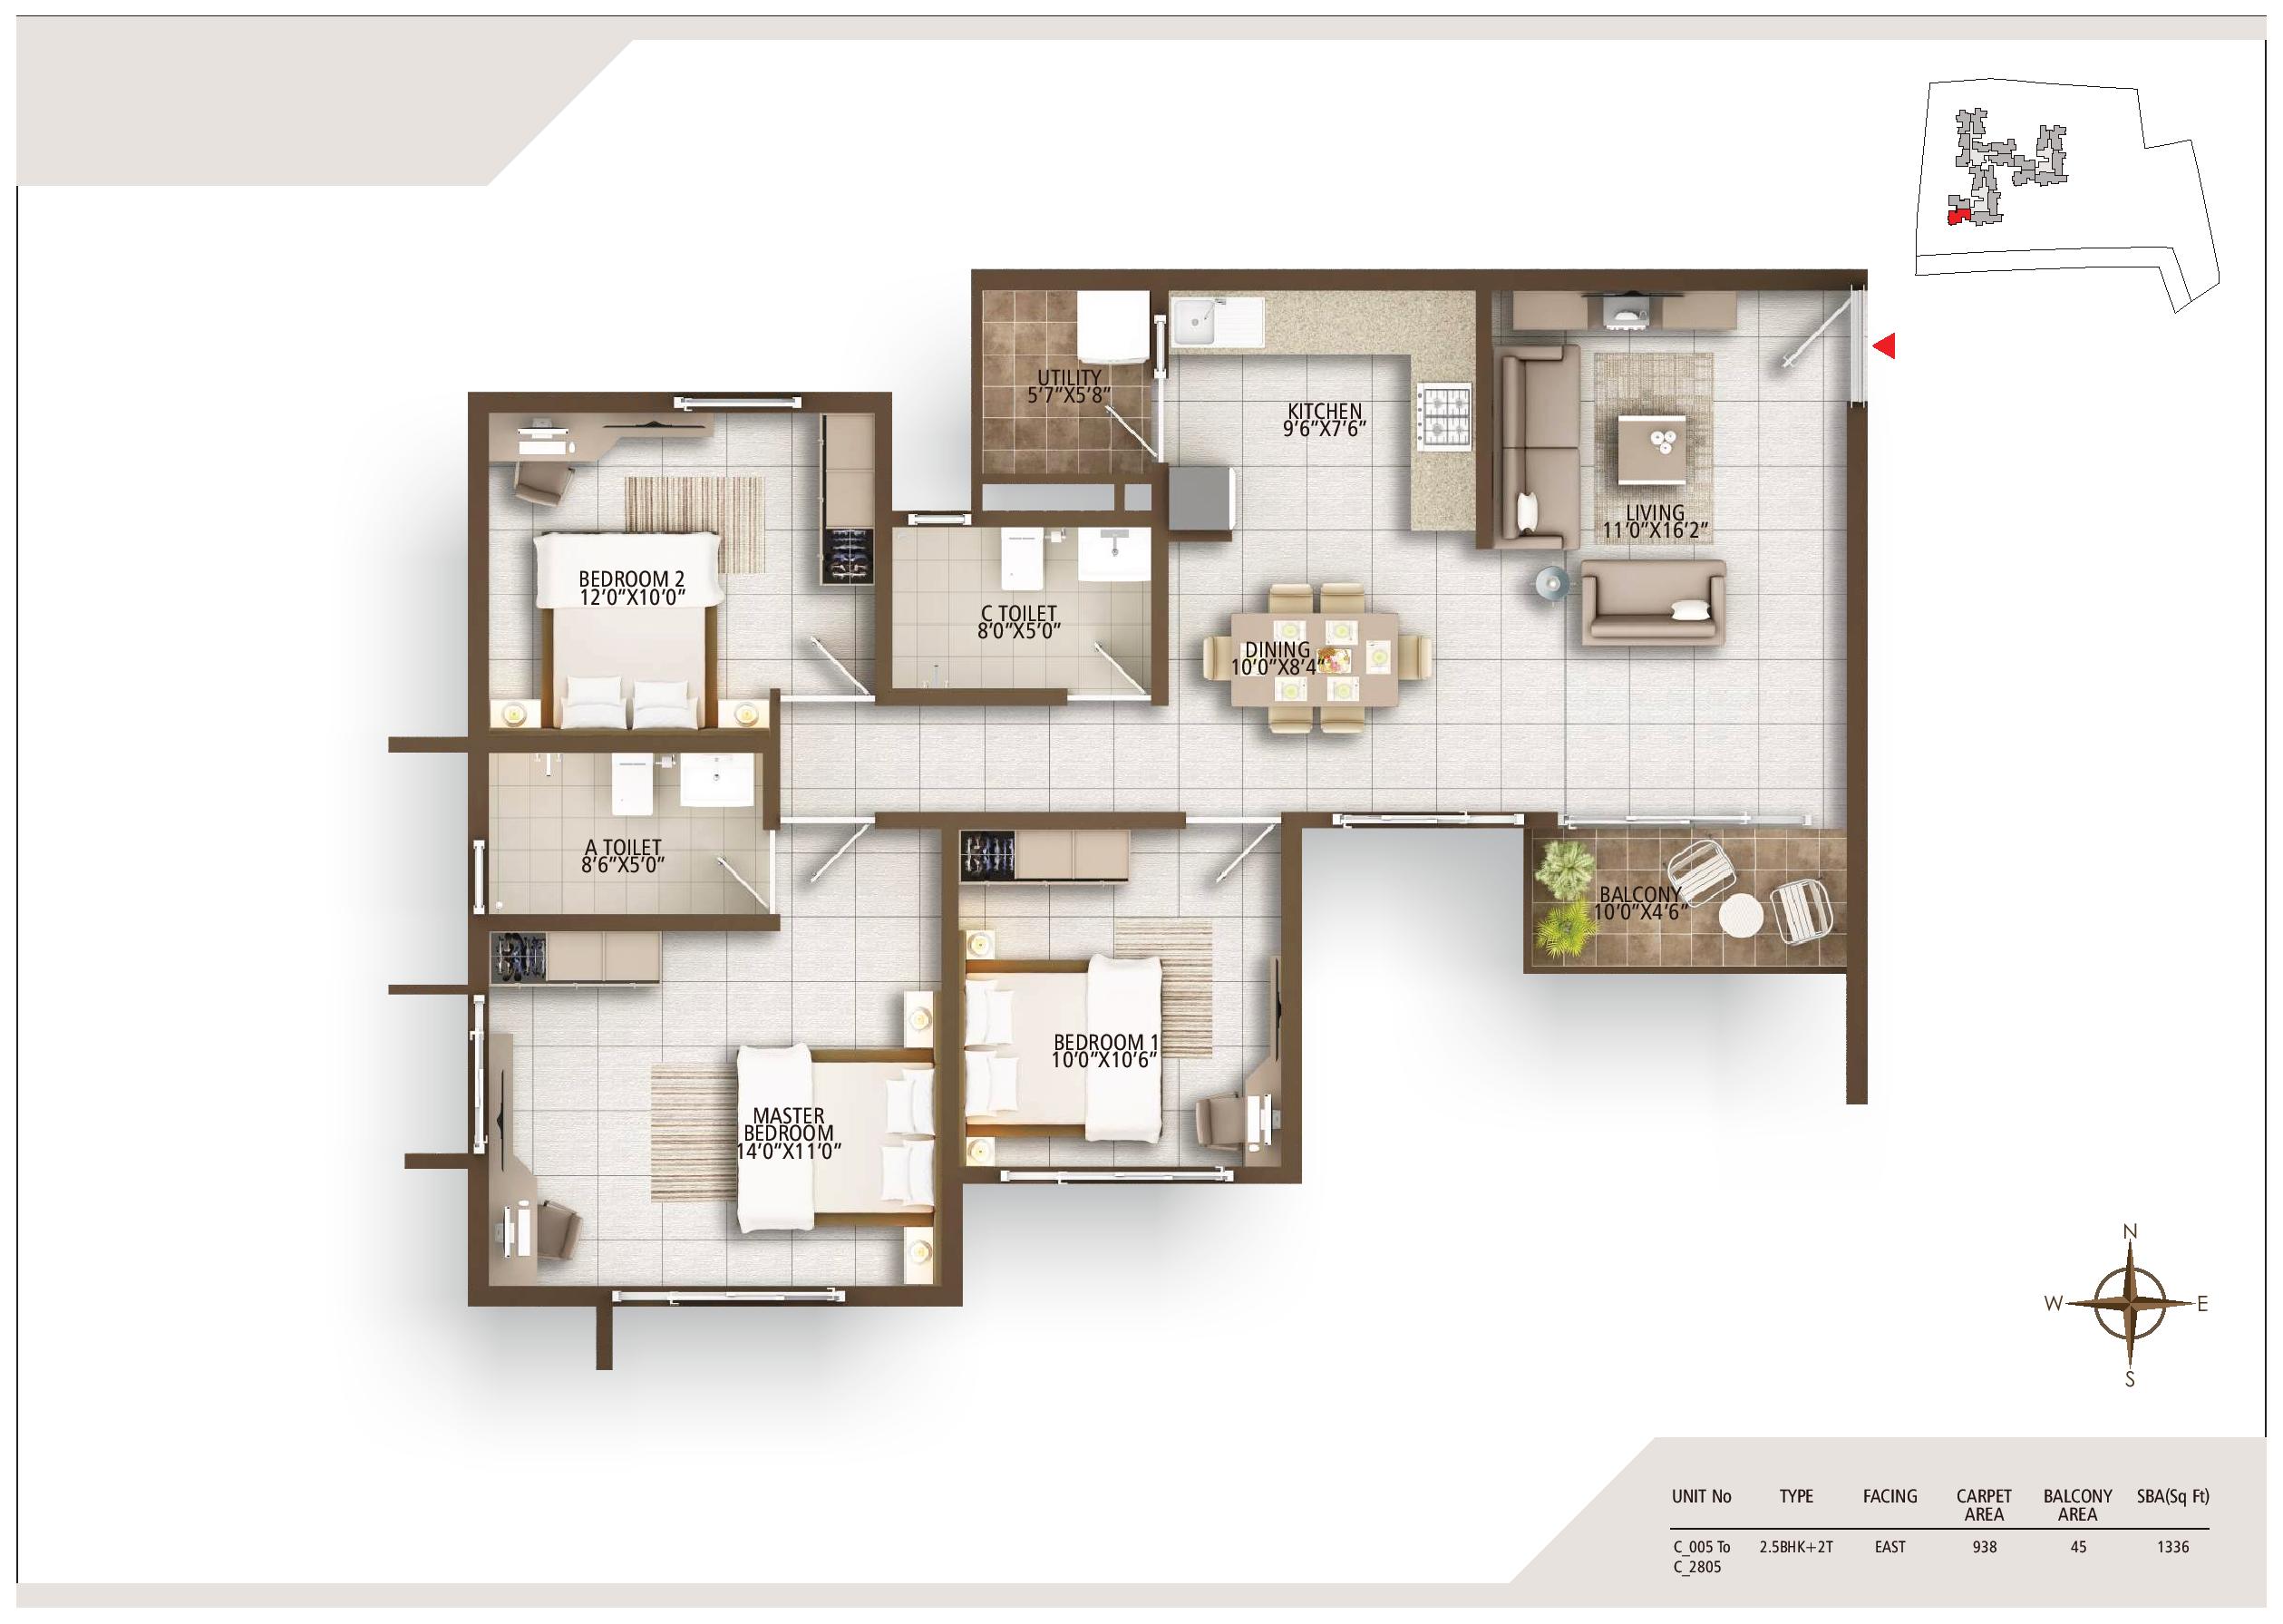 UTILITY
5'7"X5'8"
KITCHEN
9'6"X7'6"
LIVING
11'0"X16'2"
BEDROOM 2
12'0"X10'0"
C TOILET
8'0"X5'0"
DINING
10'0"X8'4"
A TOILET
8'6"X5'0"
BALCONY
10'0"X4'6"
BEDROOM 1
10'0"X10'6"
MASTER
BEDROOM
14'0"X11'0"
N
W E
S
UNIT No TYPE FACING CARPET AREA BALCONY AREA SBA(Sq Ft)
C_005 To C_2805 2.5BHK+2T EAST 938 45 1336